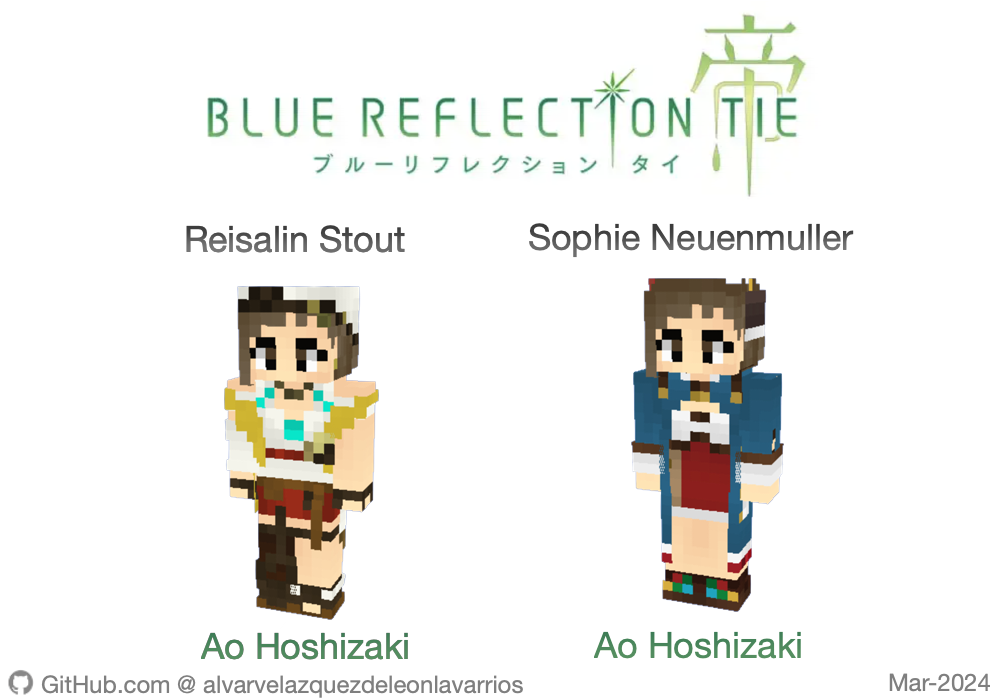 帝
BLUE REFLECTION TIE
ブルーリフレクション タイ
Reisalin Stout
Sophie Neuenmuller
Ao Hoshizaki
Ao Hoshizaki
GitHub.com @ alvarvelazquezdeleonlavarrios
Mar-2024